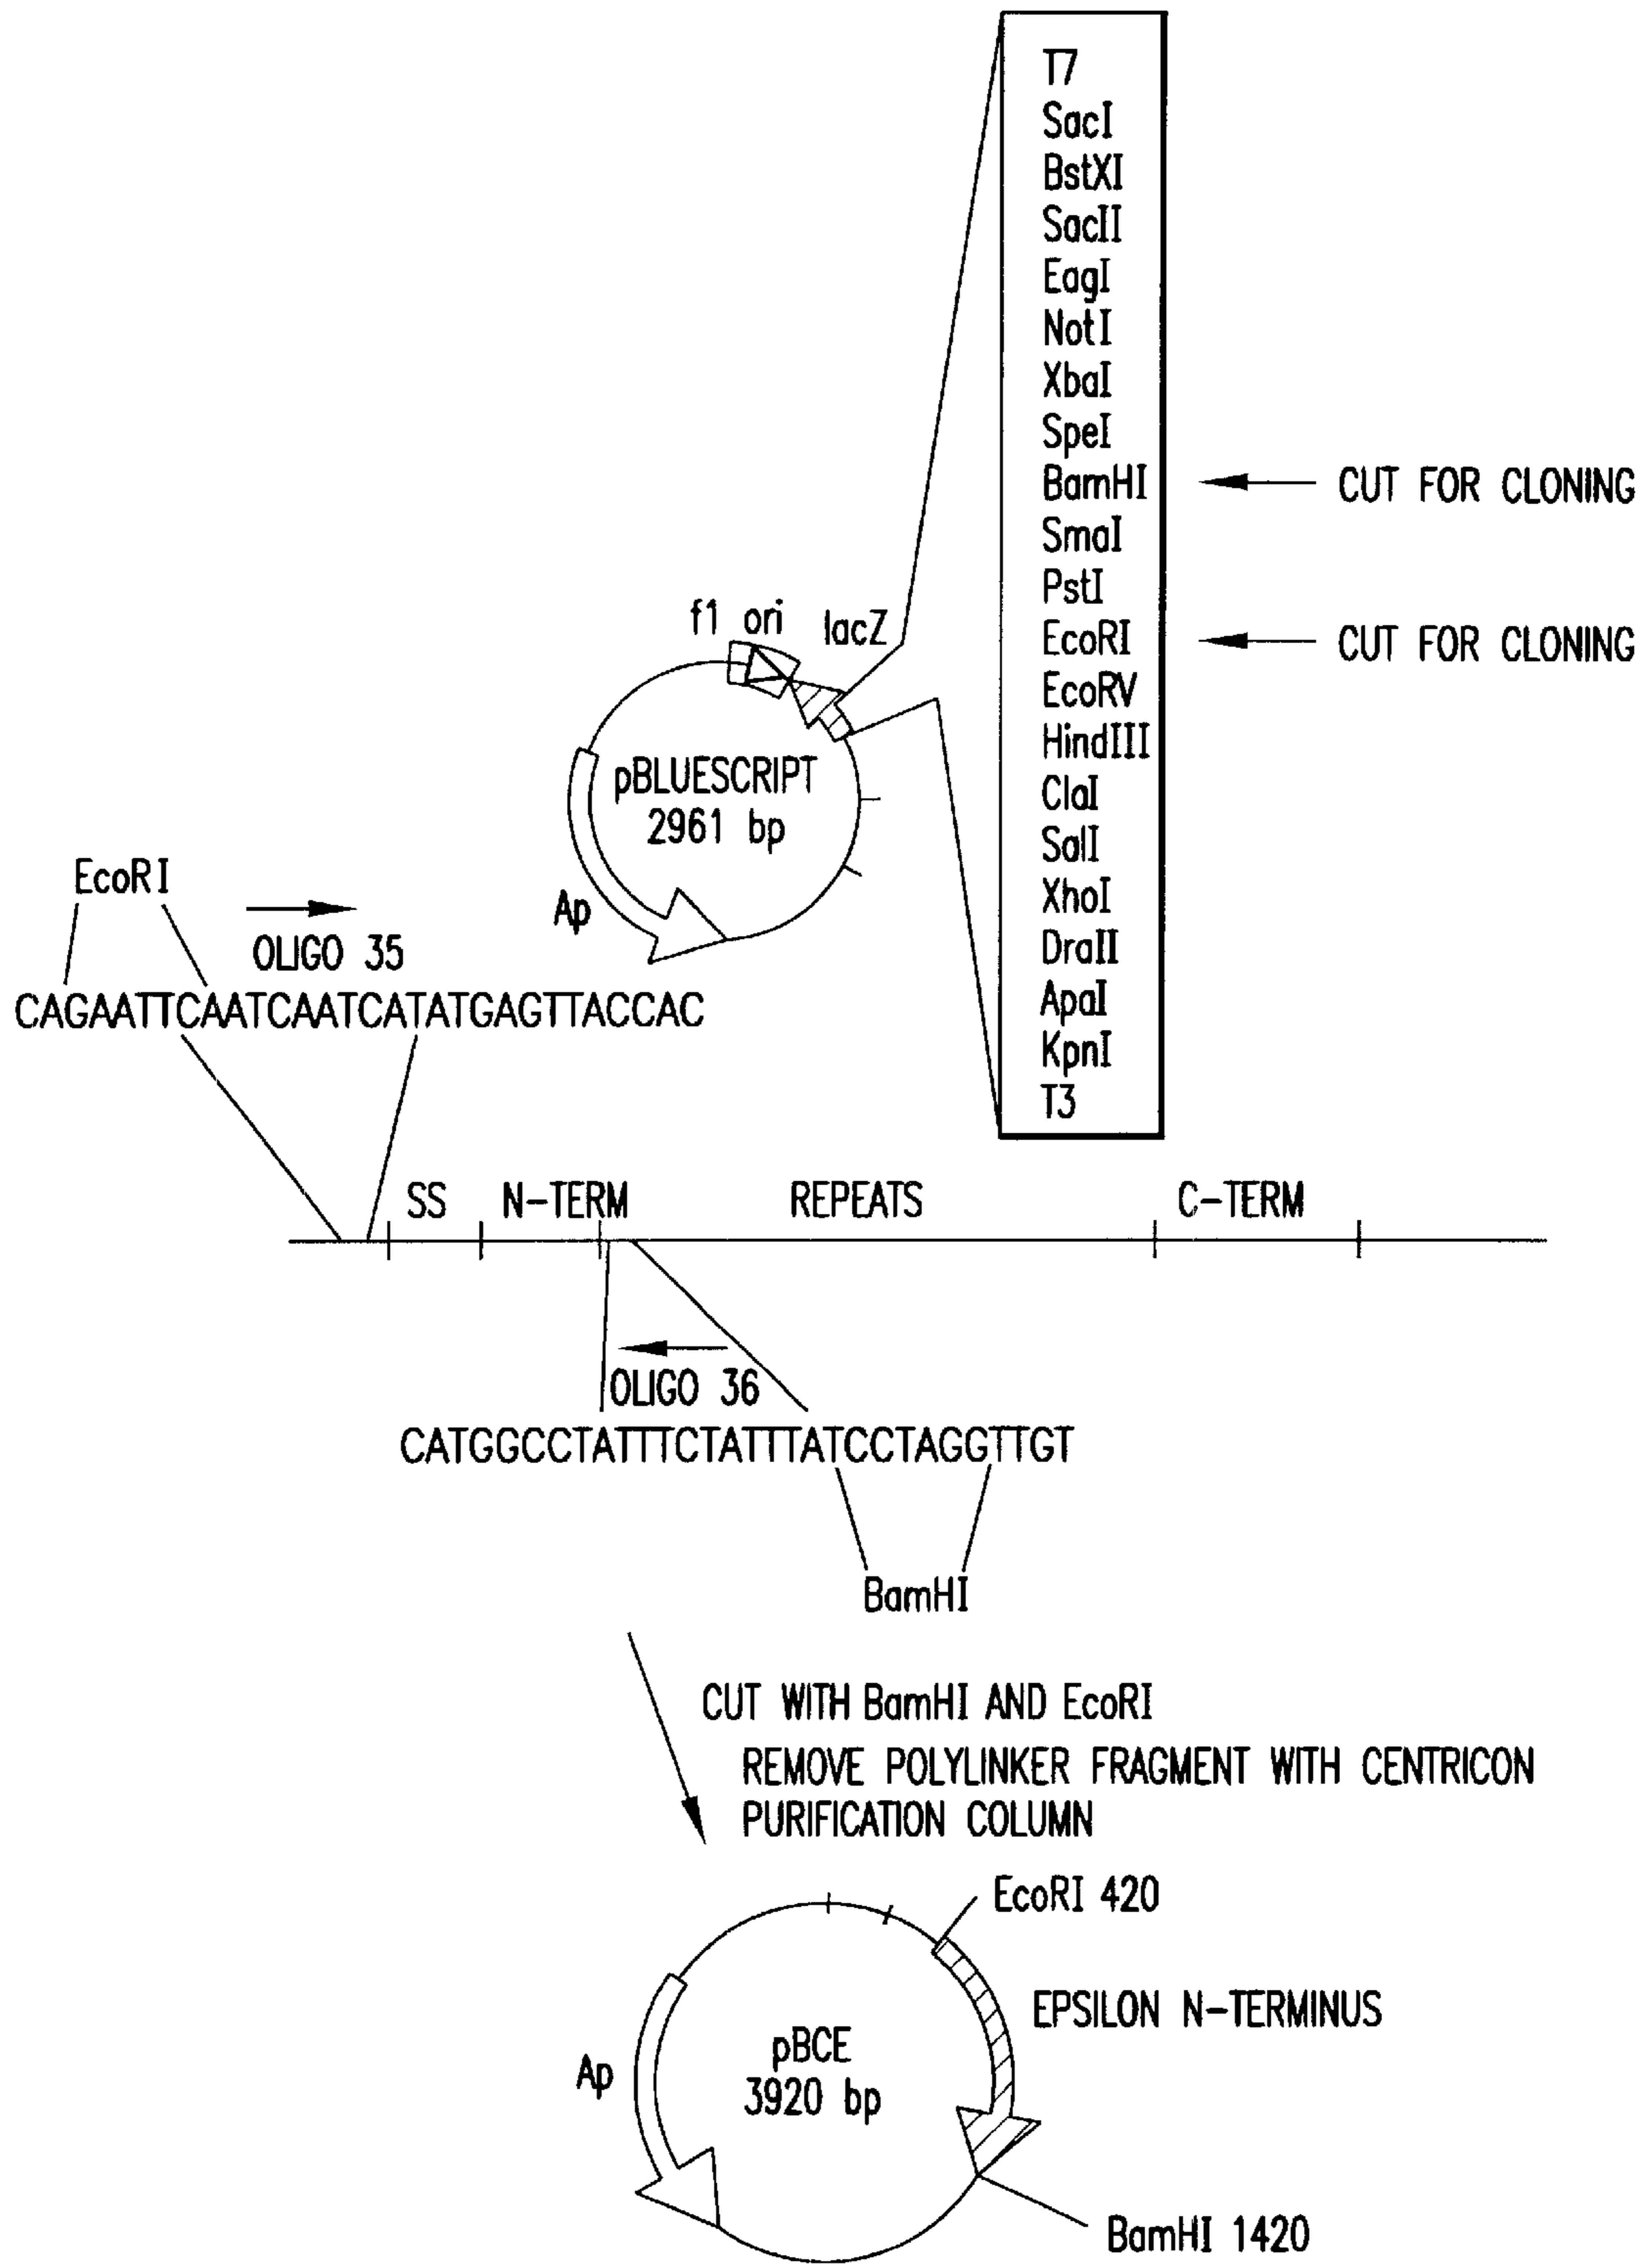 T7
SacI
BstXI
SacII
EagI
NotI
XbaI
SpeI
BamHI
CUT FOR CLONING
SmaI
PstI
EcoRI
CUT FOR CLONING
EcoRV
HindIII
ClaI
SalI
XhoI
DraII
ApaI
KpnI
T3
f1 ori
lacZ
pBLUESCRIPT
2961 bp
Ap
EcoRI
OLIGO 35
CAGAATTCAATCAATCATATGAGTTACCAC
SS
N-TERM
REPEATS
C-TERM
OLIGO 36
CATGGCCTATTTCTATTTATCCTAGGTTGT
BamHI
CUT WITH BamHI AND EcoRI
REMOVE POLYLINKER FRAGMENT WITH CENTRICON
PURIFICATION COLUMN
EcoRI 420
EPSILON N-TERMINUS
pBCE
3920 bp
Ap
BamHI 1420